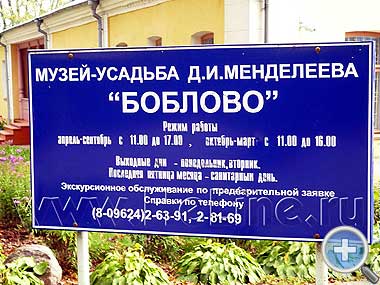 МУЗЕЙ-УСАДЬБА Д.И.МЕНДЕЛЕЕВА
"БОБЛОВО"
Режим работы
апрель-сентябрь с 11.00 до 17.00 , октябрь-март с 11.00 до 16.00
Выходные дни - понедельник, вторник.
Последняя пятница месяца - санитарный день.
Экскурсионное обслуживание по предварительной заявке
Справки по телефону
(8-09624)2-63-91, 2-81-69